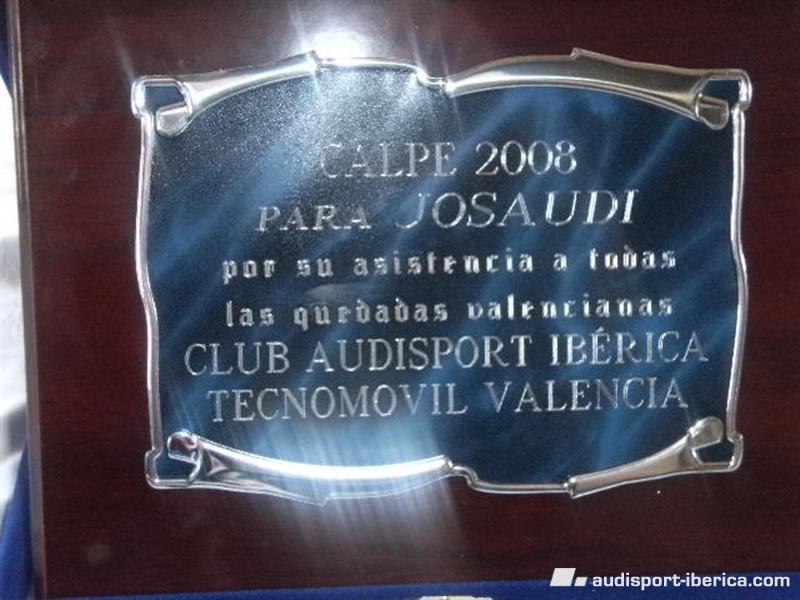 CALPE 2008
PARA JOSAUDI
por su asistencia a todas
las quedadas valencianas
CLUB AUDISPORT IBÉRICA
TECNOMOVIL VALENCIA
audisport-iberica.com